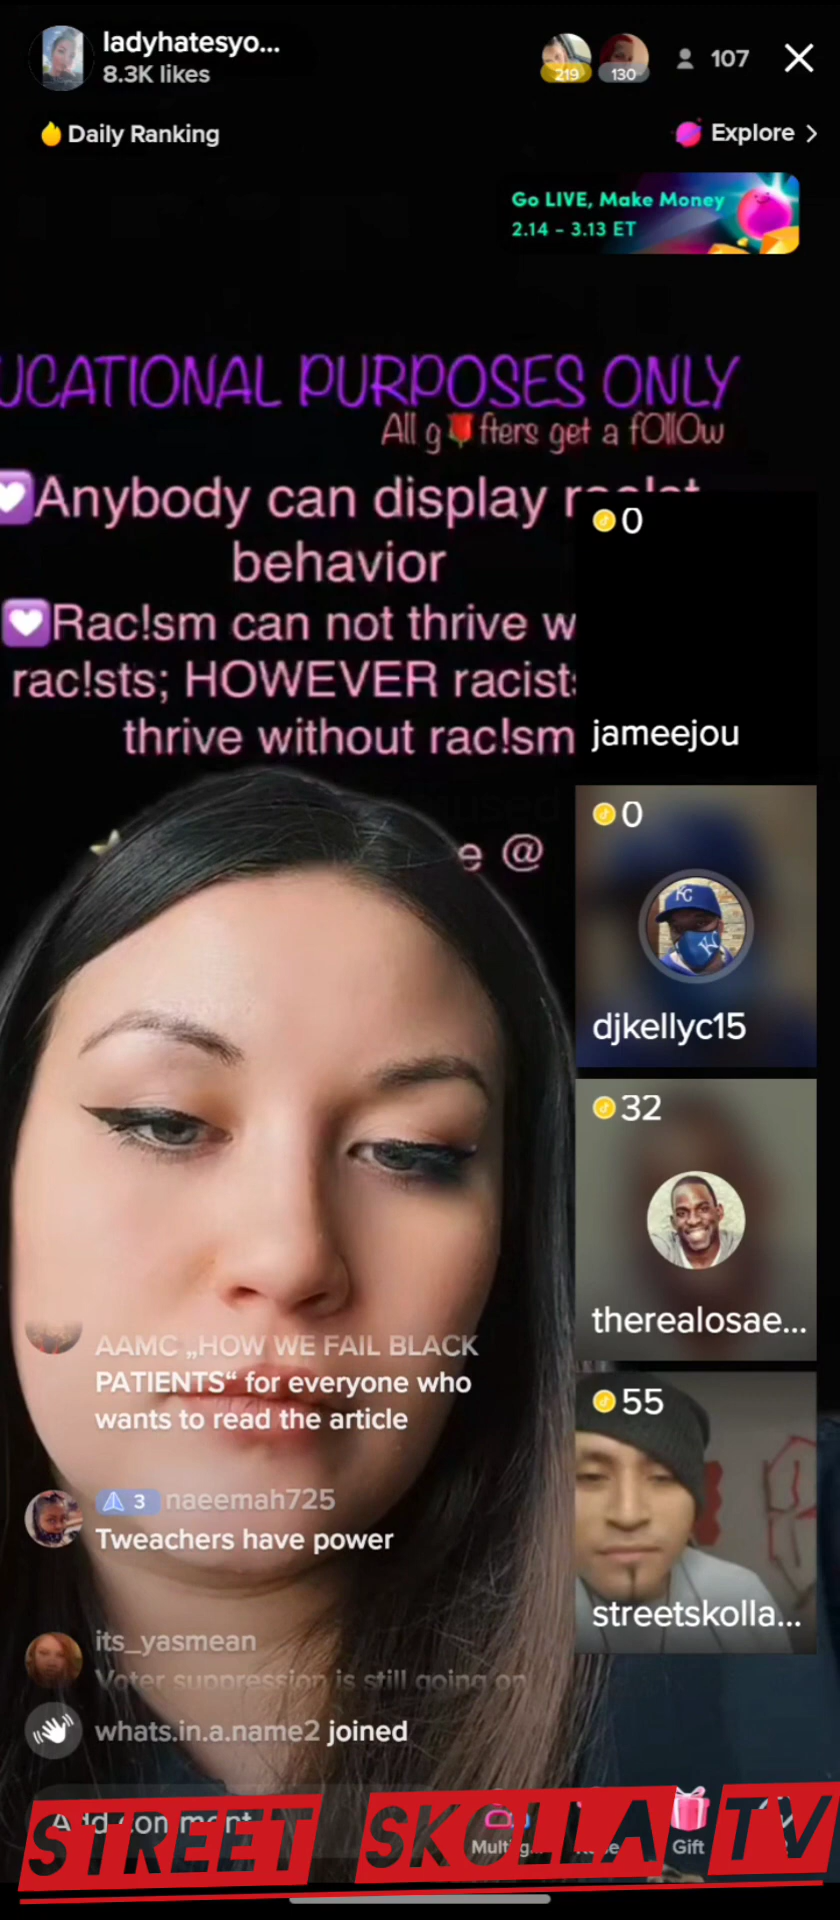 ladyhatesyo...
8.3K likes
219
130
107
Daily Ranking
Explore >
Go LIVE, Make Money
2.14 - 3.13 ET
UCATIONAL PURPOSES ONLY
All g🌹fters get a fOllOw
Anybody can display
behavior
Rac!sm can not thrive w
rac!sts; HOWEVER racists
thrive without rac!sm
e @
0
jameejou
0
KC
djkellyc15
32
therealosae...
55
streetskolla...
AAMC „HOW WE FAIL BLACK
PATIENTS“ for everyone who
wants to read the article
3 naeemah725
Tweachers have power
its_yasmean
Voter suppression is still going on
whats.in.a.name2 joined
Add comment
Gift
STREET SKOLLA TV